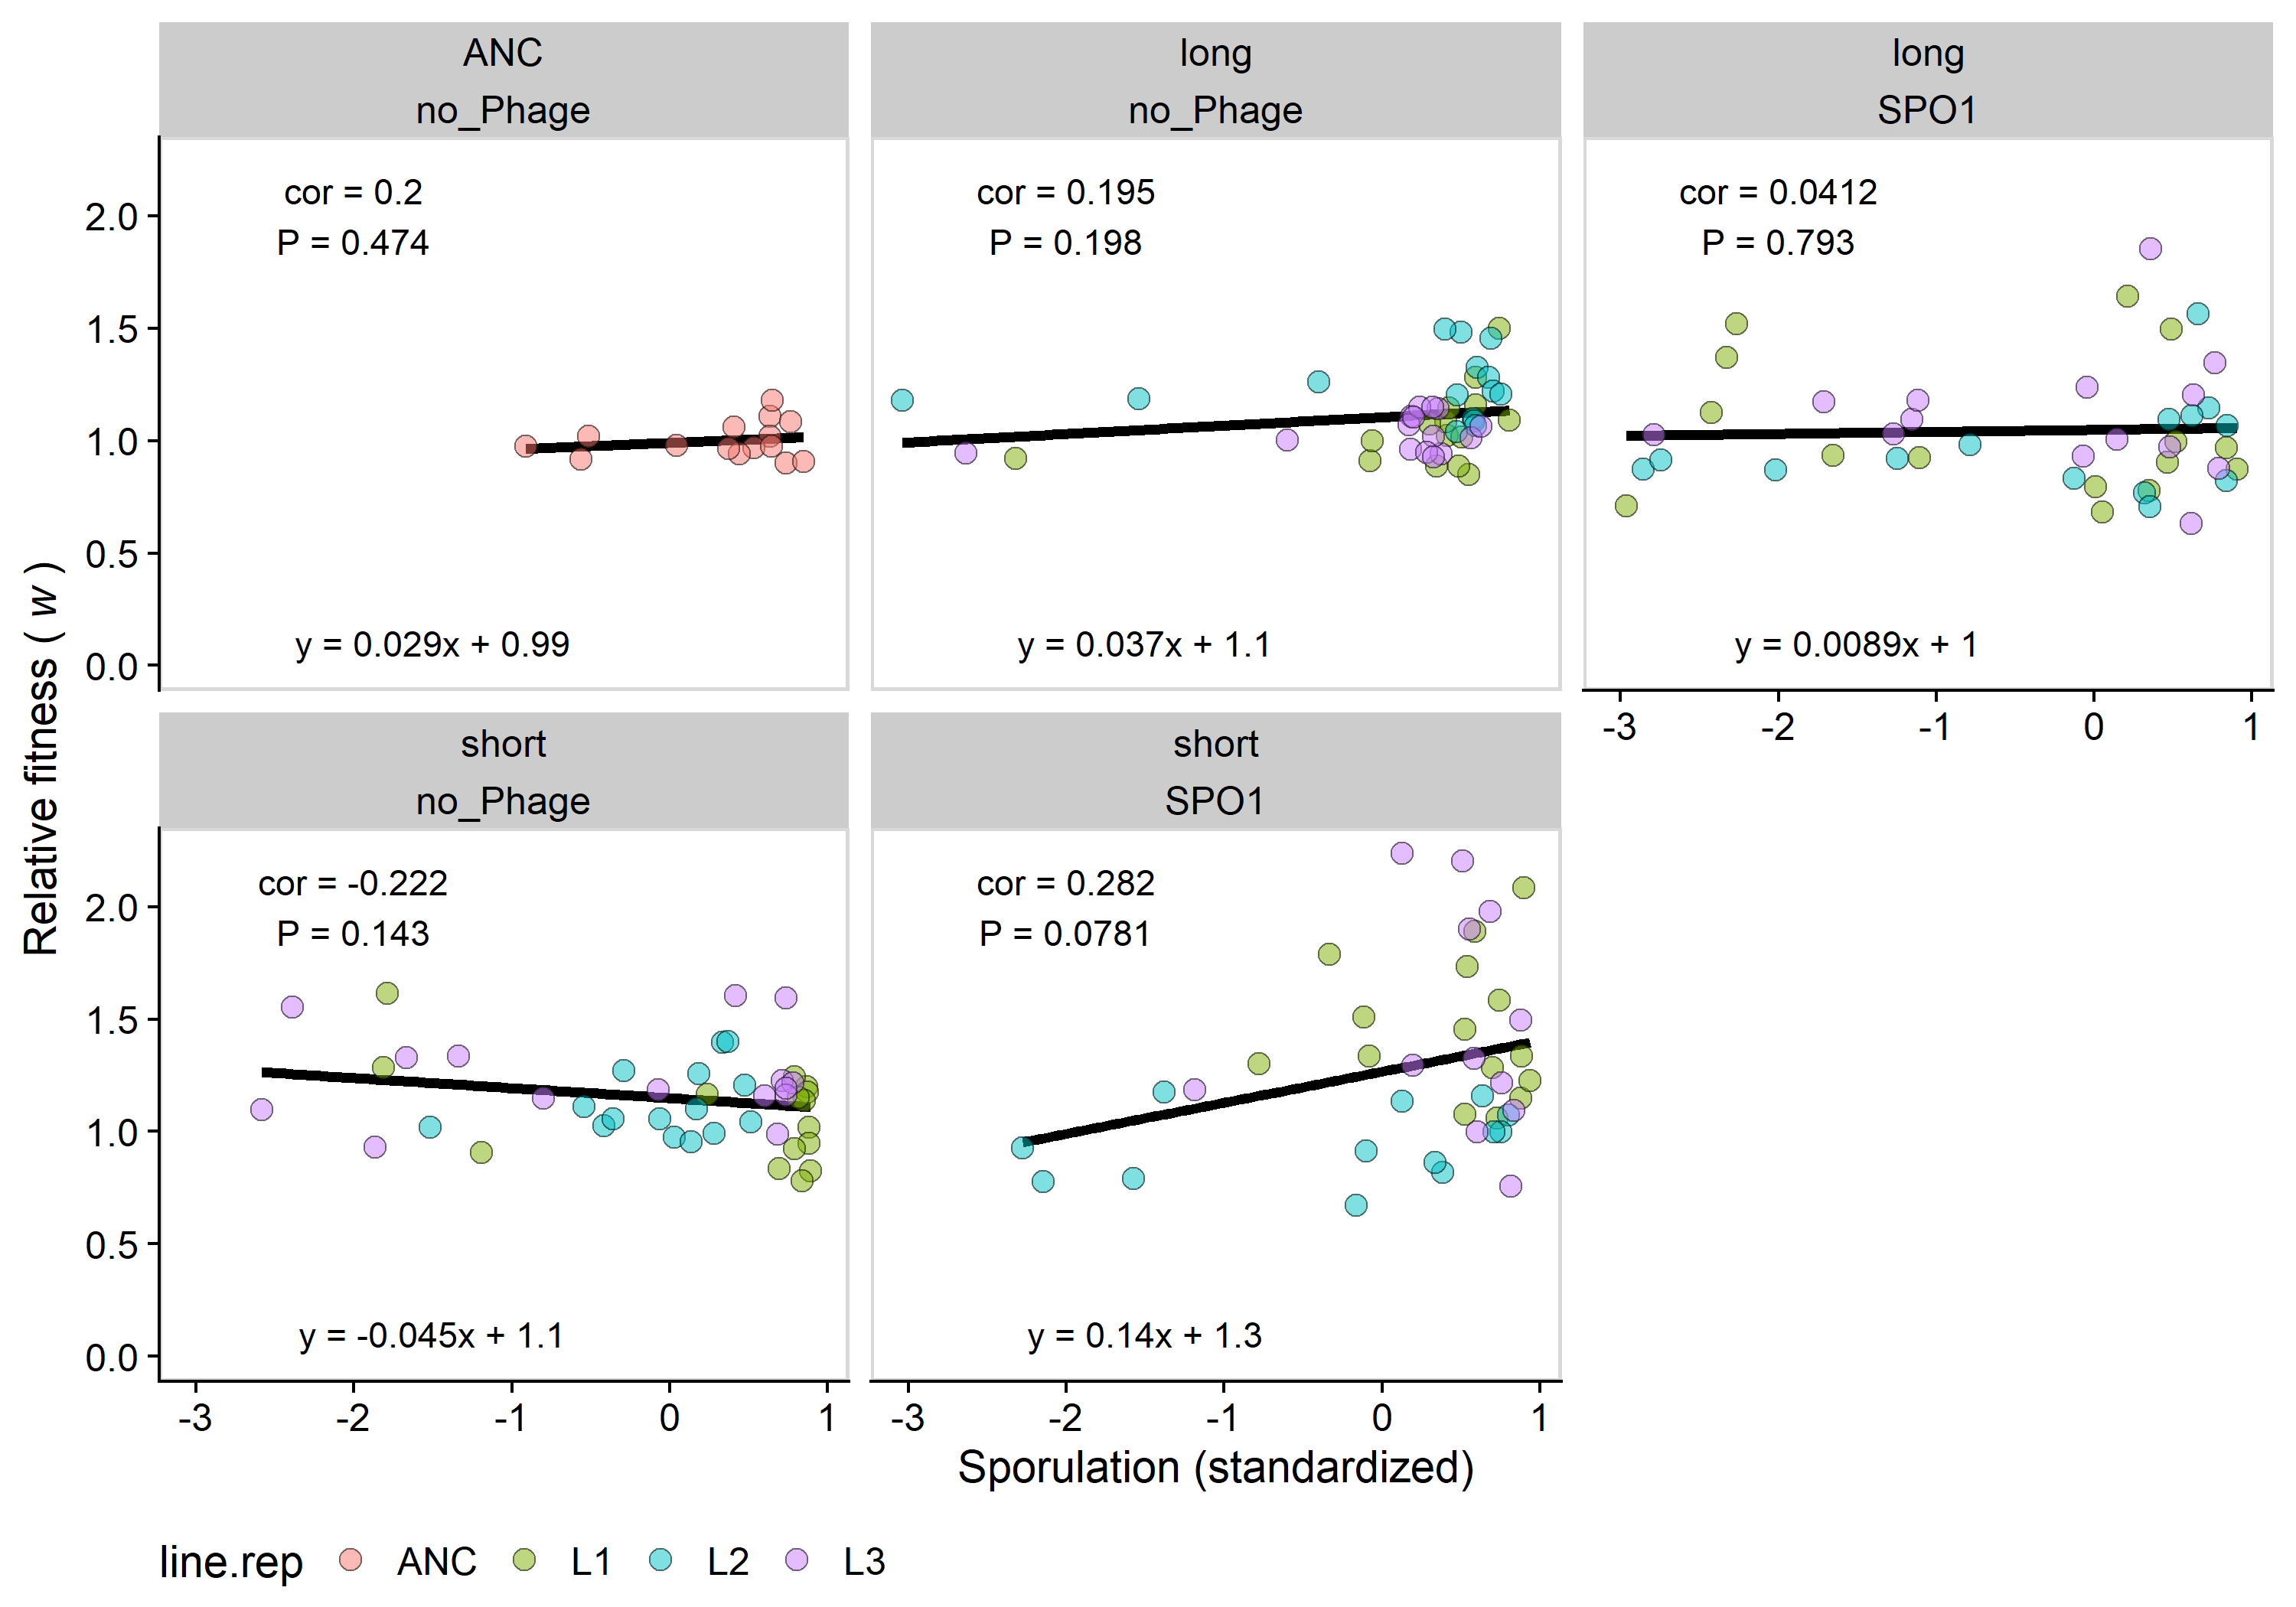 ANC
no_Phage
long
no_Phage
long
SPO1
cor = 0.2
P = 0.474
y = 0.029x + 0.99
cor = 0.195
P = 0.198
y = 0.037x + 1.1
cor = 0.0412
P = 0.793
y = 0.0089x + 1
2.0
1.5
1.0
0.5
0.0
-3 -2 -1 0 1
Relative fitness ( w )
short
no_Phage
short
SPO1
cor = -0.222
P = 0.143
y = -0.045x + 1.1
cor = 0.282
P = 0.0781
y = 0.14x + 1.3
2.0
1.5
1.0
0.5
0.0
-3 -2 -1 0 1
-3 -2 -1 0 1
Sporulation (standardized)
line.rep ANC L1 L2 L3